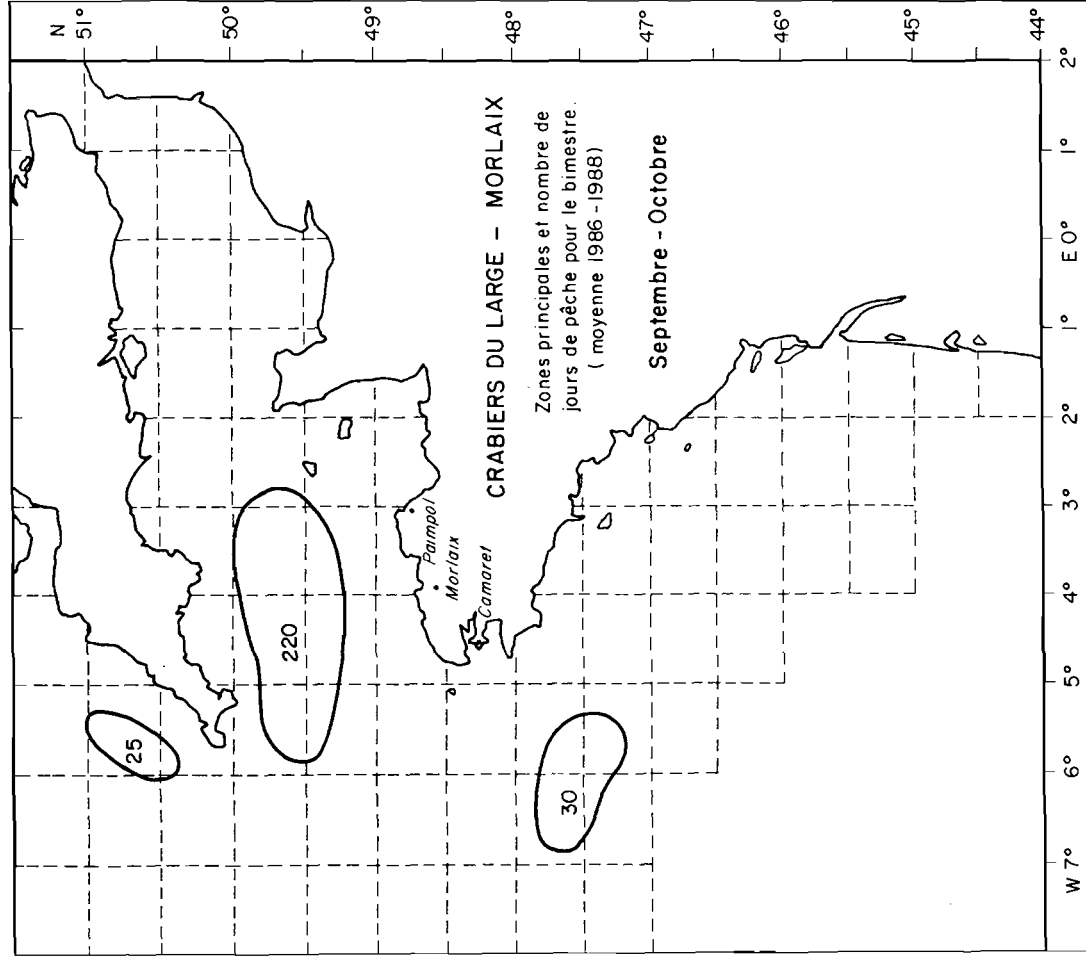 CRABIERS DU LARGE - MORLAIX
Zones principales et nombre de
jours de pêche pour le bimestre.
( moyenne 1986-1988)
Septembre - Octobre
N
51°
50°
49°
48°
47°
46°
45°
44°
W 7°
6°
5°
4°
3°
2°
1°
E 0°
1°
2°
25
220
30
Paimpol
Morlaix
Camaret